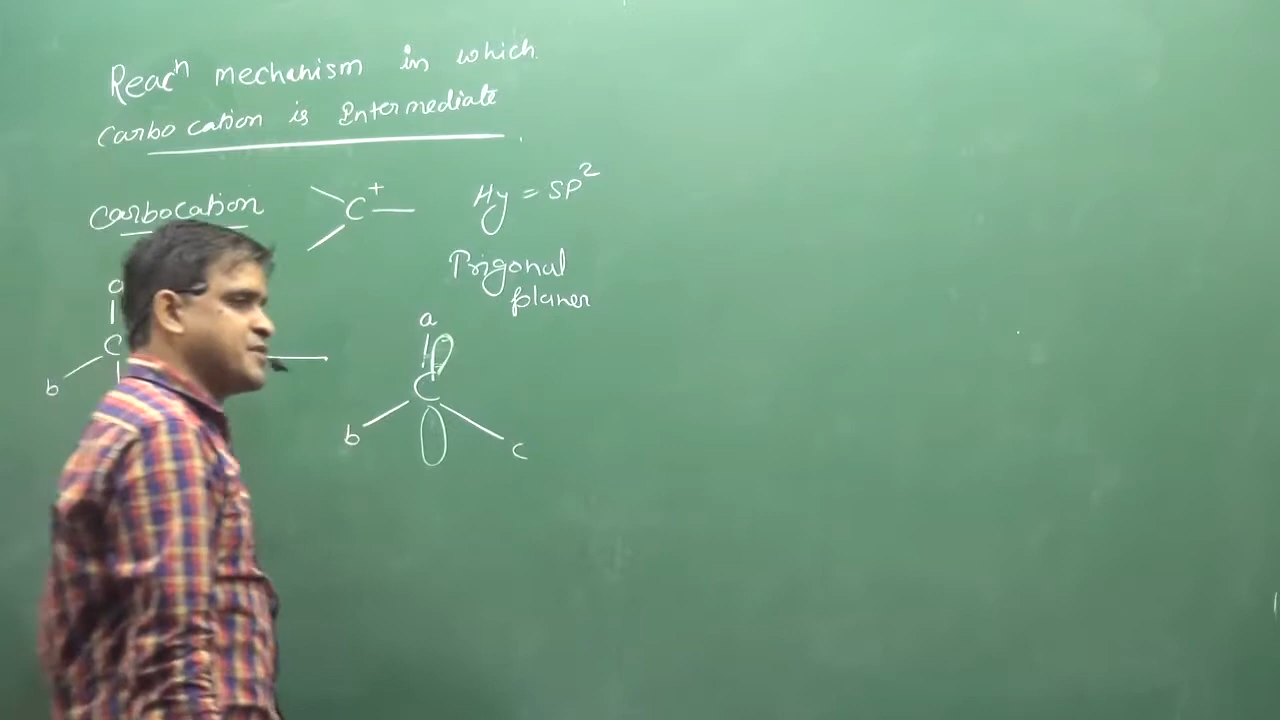 Reacⁿ mechanism in which
Carbocation is Intermediate
Carbocation
C⁺
Hy = SP²
Trigonal
planer
a
C
b
a
C
b
c